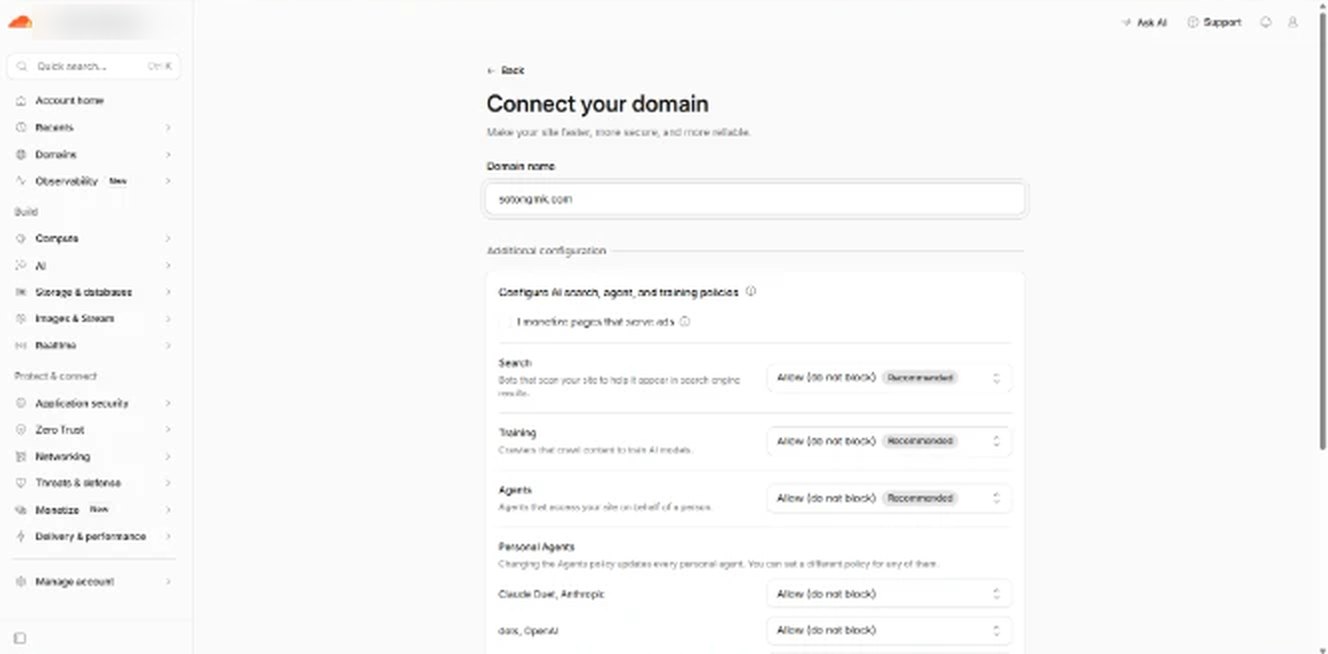 Ask AI
Support
Quick search...
Ctrl K
Account home
Recents
Domains
Observability New
Build
Compute
AI
Storage & databases
Images & Stream
Realtime
Protect & connect
Application security
Zero Trust
Networking
Threats & defense
Monetize New
Delivery & performance
Manage account
← Back
Connect your domain
Make your site faster, more secure, and more reliable.
Domain name
Additional configuration
Configure AI search, agent, and training policies
I monetize pages that serve ads
Search
Bots that scan your site to help it appear in search engine
results.
Allow (do not block) Recommended
Training
Crawlers that crawl content to train AI models.
Allow (do not block) Recommended
Agents
Agents that access your site on behalf of a person.
Allow (do not block) Recommended
Personal Agents
Changing the Agents policy updates every personal agent. You can set a different policy for any of them.
Claude Duet, Anthropic
Allow (do not block)
dots, OpenAI
Allow (do not block)